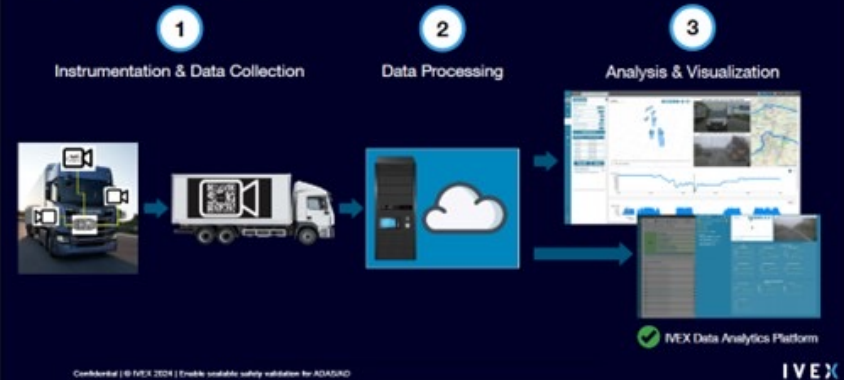 1
2
3
Instrumentation & Data Collection
Data Processing
Analysis & Visualization
IVEX Data Analytics Platform
Confidential | © IVEX 2024 | Enable scalable safety validation for ADAS/AD
IVEX